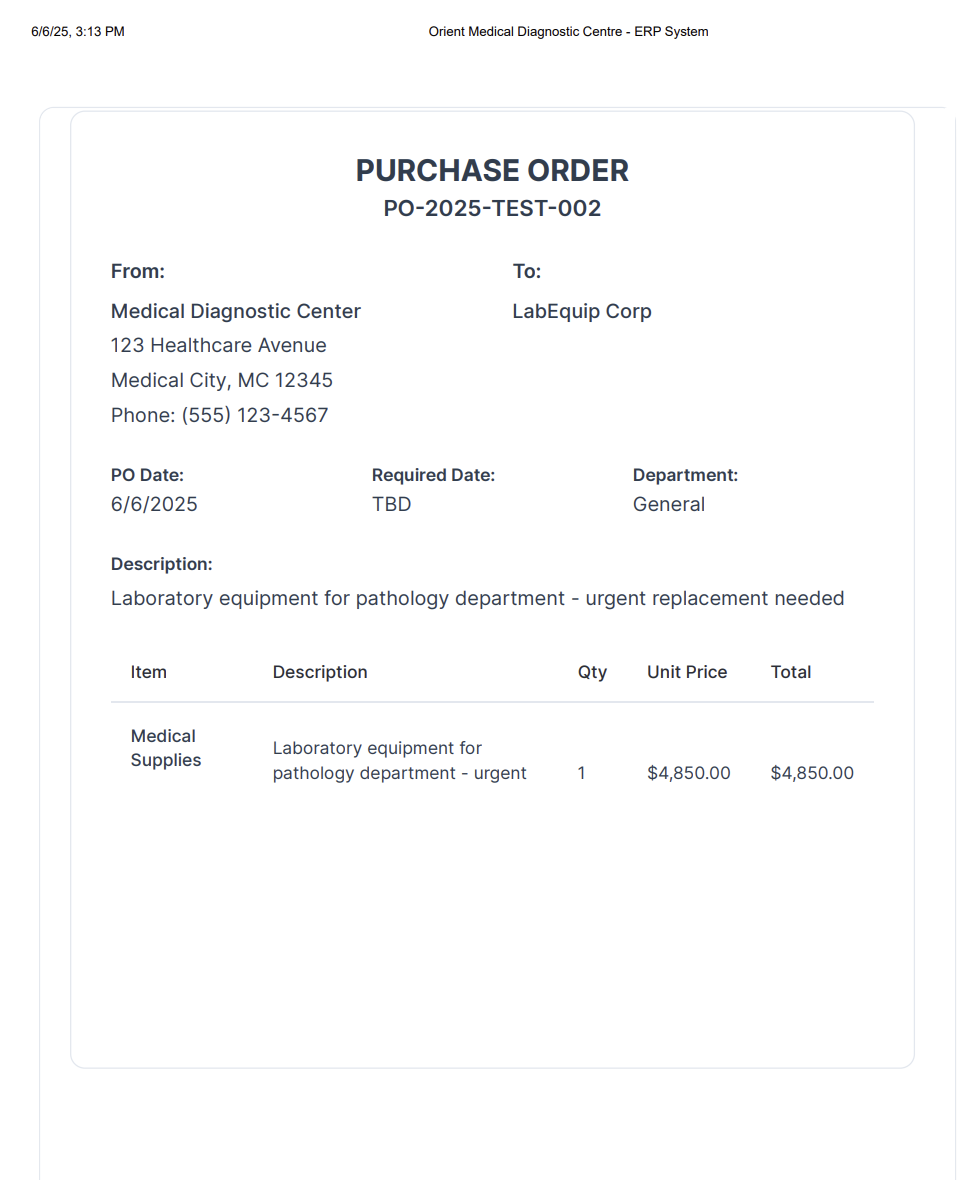 6/6/25, 3:13 PM Orient Medical Diagnostic Centre - ERP System
PURCHASE ORDER
PO-2025-TEST-002
From:
Medical Diagnostic Center
123 Healthcare Avenue
Medical City, MC 12345
Phone: (555) 123-4567
To:
LabEquip Corp
PO Date:
6/6/2025
Required Date:
TBD
Department:
General
Description:
Laboratory equipment for pathology department - urgent replacement needed
Item Description Qty Unit Price Total
Medical
Supplies
Laboratory equipment for
pathology department - urgent 1 $4,850.00 $4,850.00